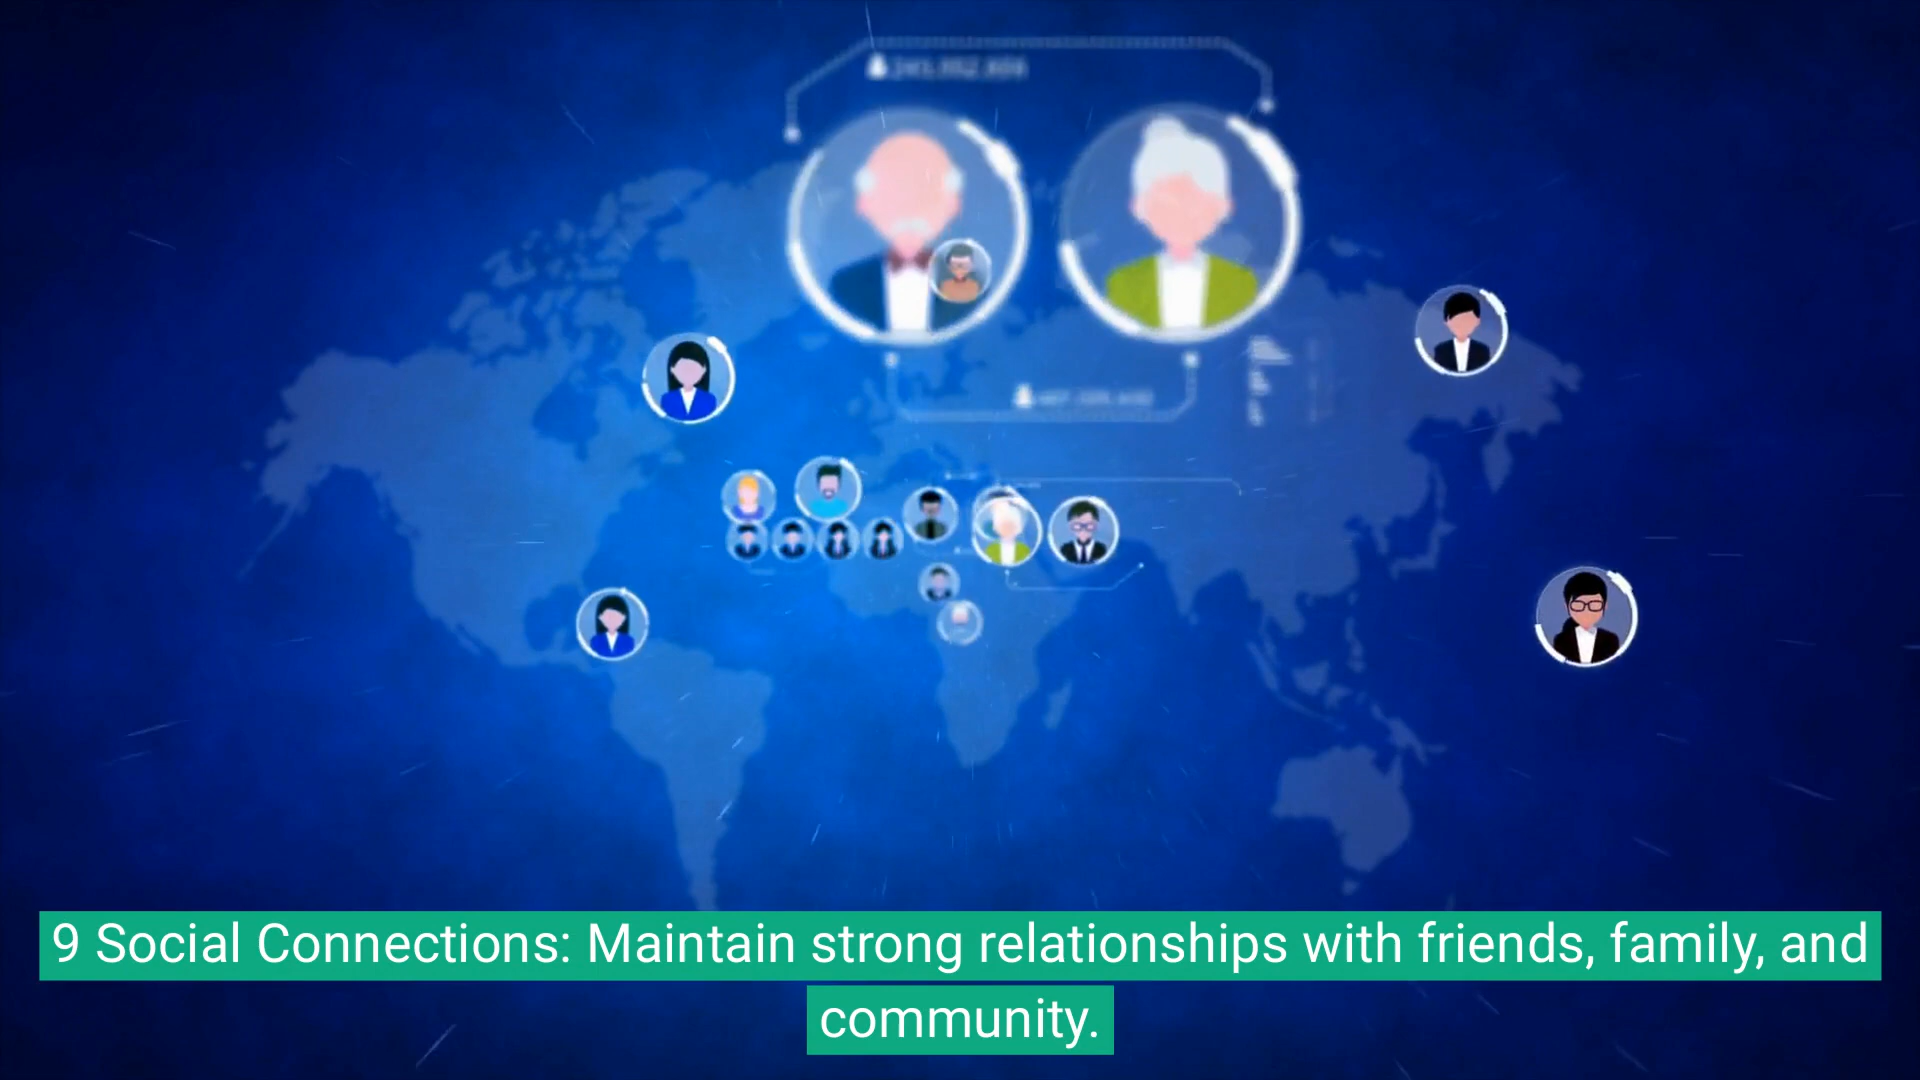 9 Social Connections: Maintain strong relationships with friends, family, and
community.